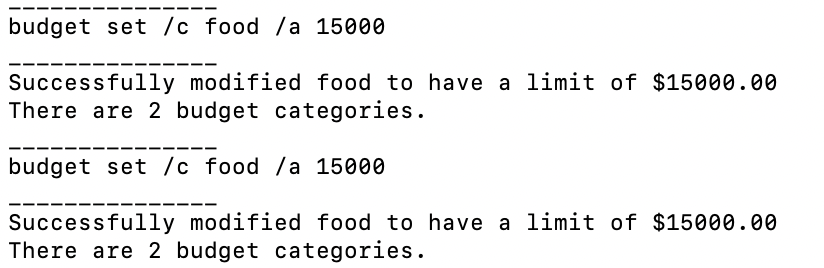 _______________
budget set /c food /a 15000
_______________
Successfully modified food to have a limit of $15000.00
There are 2 budget categories.
_______________
budget set /c food /a 15000
_______________
Successfully modified food to have a limit of $15000.00
There are 2 budget categories.